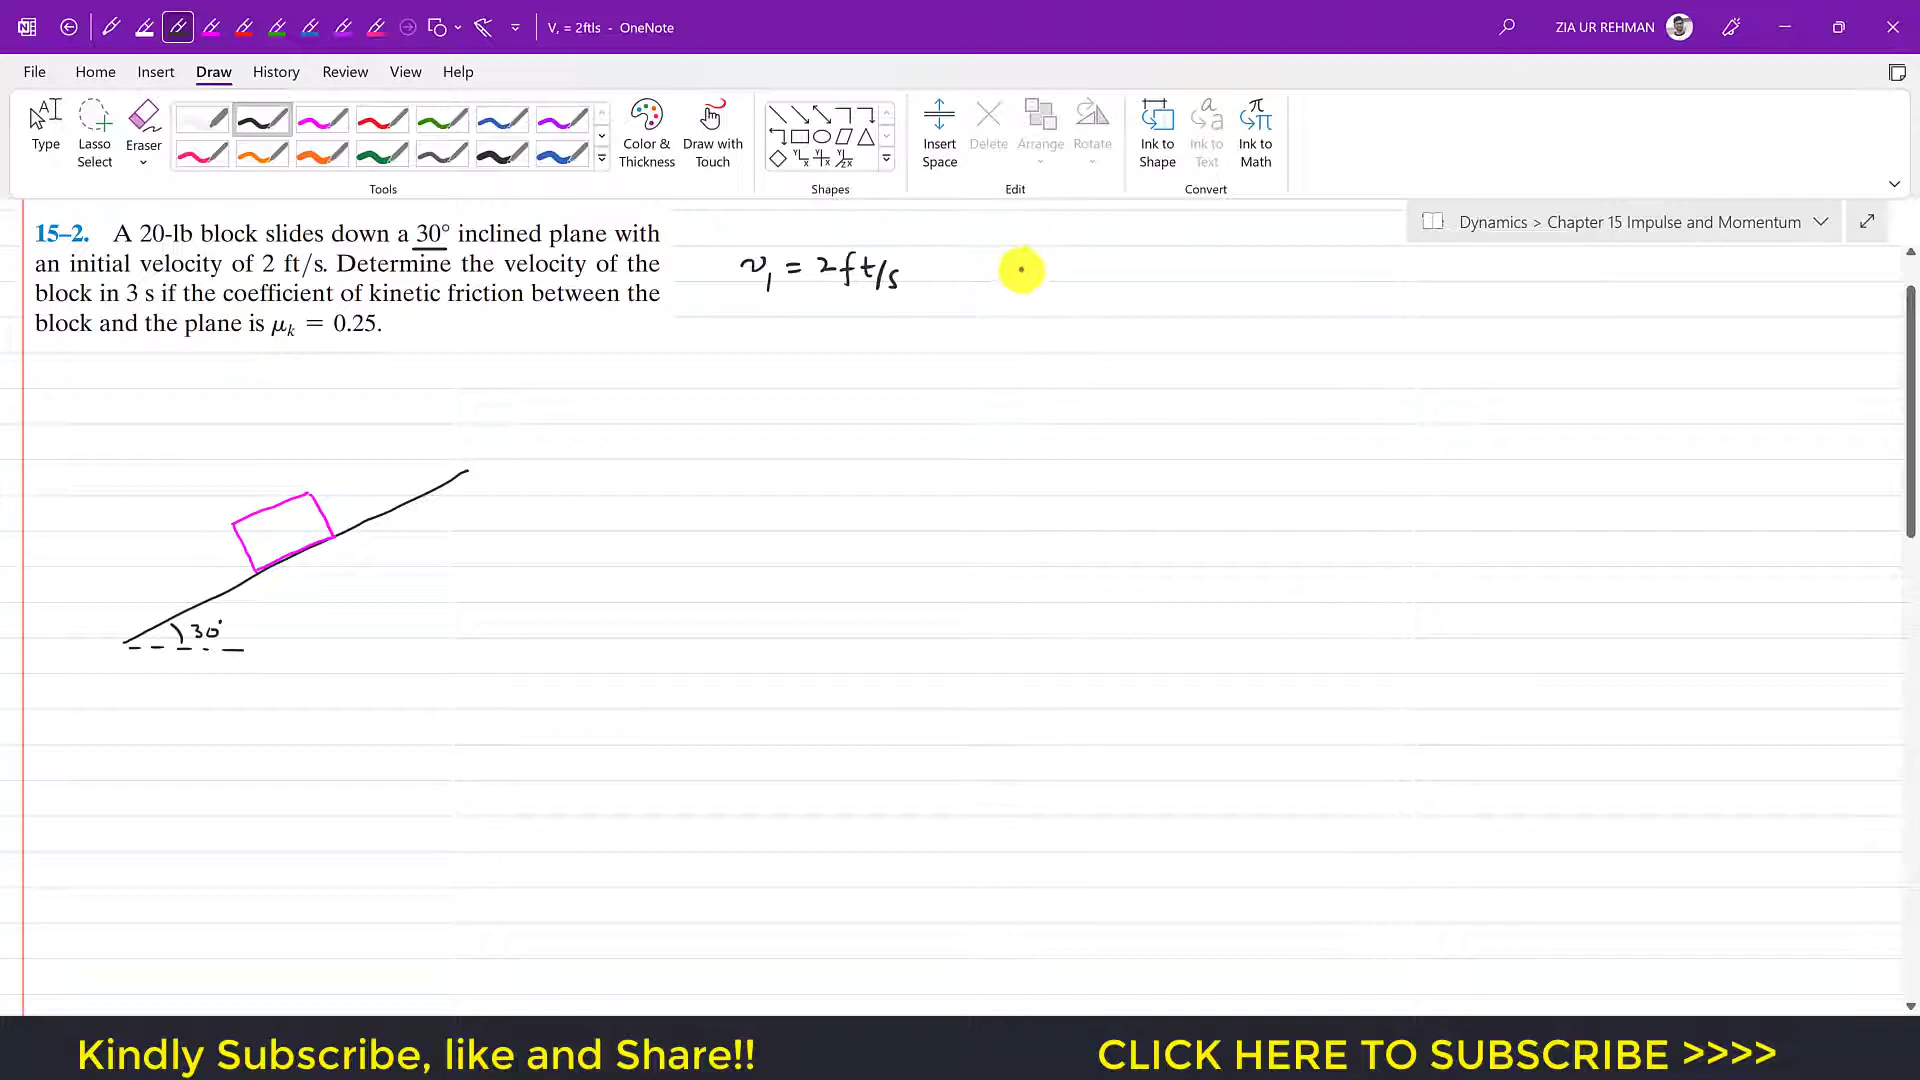 V, = 2ftls - OneNote
ZIA UR REHMAN
File Home Insert Draw History Review View Help
Type
Lasso Select
Eraser
Color & Thickness
Draw with Touch
Insert Space
Delete
Arrange
Rotate
Ink to Shape
Ink to Text
Ink to Math
Tools Shapes Edit Convert
Dynamics > Chapter 15 Impulse and Momentum
15–2. A 20-lb block slides down a 30° inclined plane with
an initial velocity of 2 ft/s. Determine the velocity of the
block in 3 s if the coefficient of kinetic friction between the
block and the plane is μk = 0.25.
v₁ = 2ft/s
30°
Kindly Subscribe, like and Share!!
CLICK HERE TO SUBSCRIBE >>>>